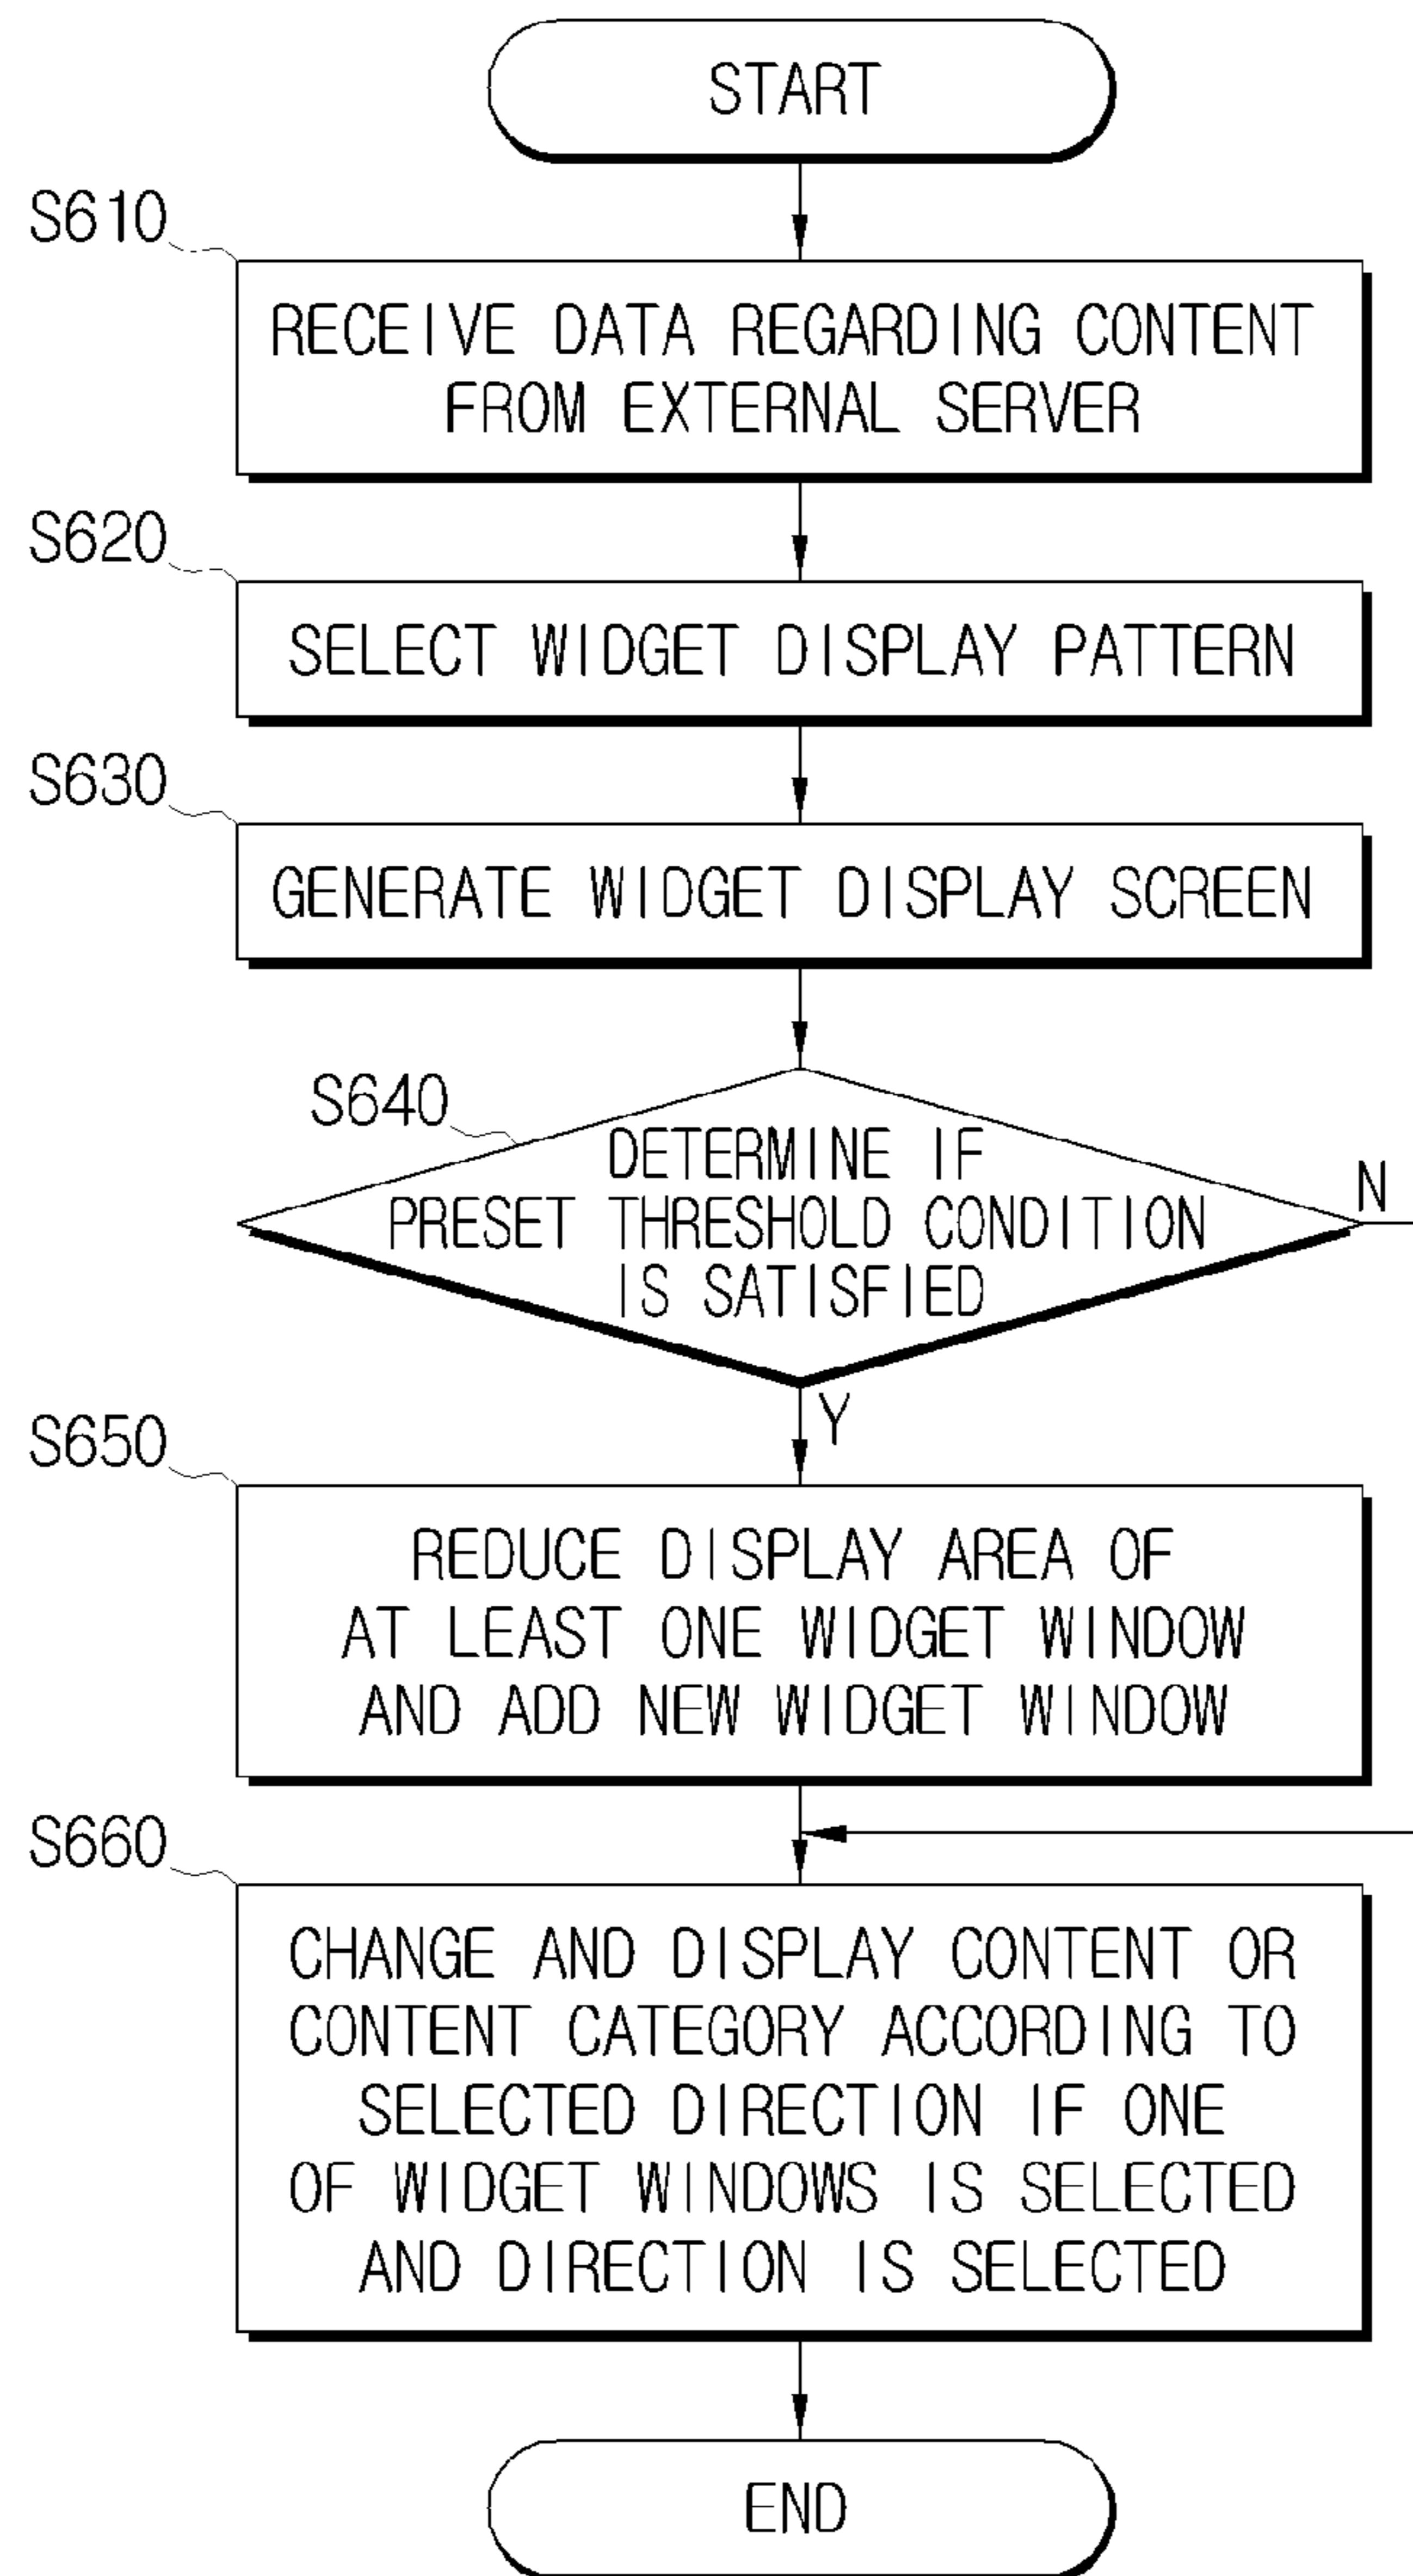 START
S610
RECEIVE DATA REGARDING CONTENT
FROM EXTERNAL SERVER
S620
SELECT WIDGET DISPLAY PATTERN
S630
GENERATE WIDGET DISPLAY SCREEN
S640
DETERMINE IF
PRESET THRESHOLD CONDITION
IS SATISFIED
N
Y
S650
REDUCE DISPLAY AREA OF
AT LEAST ONE WIDGET WINDOW
AND ADD NEW WIDGET WINDOW
S660
CHANGE AND DISPLAY CONTENT OR
CONTENT CATEGORY ACCORDING TO
SELECTED DIRECTION IF ONE
OF WIDGET WINDOWS IS SELECTED
AND DIRECTION IS SELECTED
END